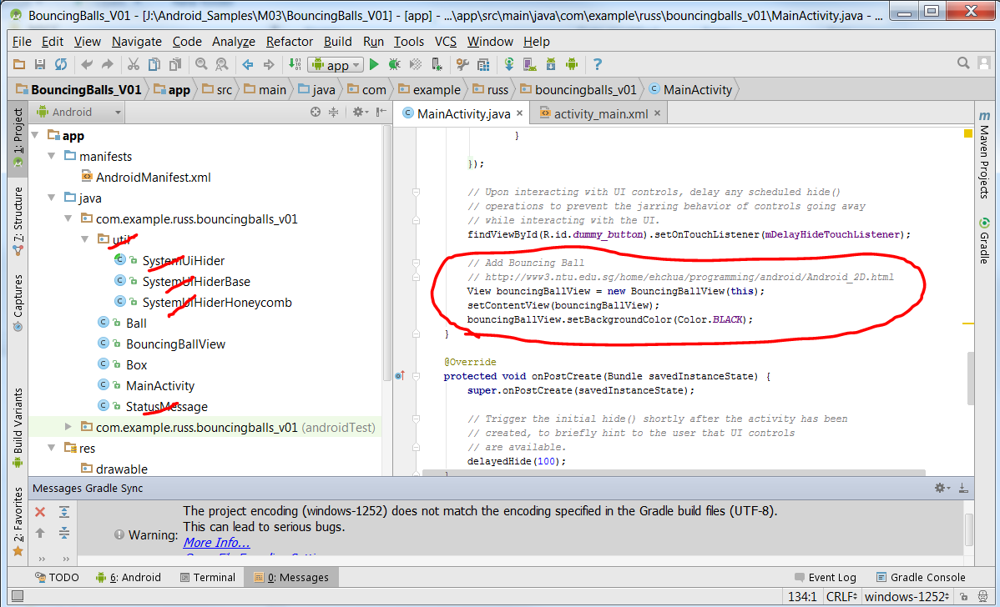 BouncingBalls_V01 - [J:\Android_Samples\M03\BouncingBalls_V01] - [app] - ...\app\src\main\java\com\example\russ\bouncingballs_v01\MainActivity.java - ...
File Edit View Navigate Code Analyze Refactor Build Run Tools VCS Window Help
app
BouncingBalls_V01 app src main java com example russ bouncingballs_v01 MainActivity
1: Project
7: Structure
Captures
Build Variants
2: Favorites
Android
app
manifests
AndroidManifest.xml
java
com.example.russ.bouncingballs_v01
util
SystemUiHider
SystemUiHiderBase
SystemUiHiderHoneycomb
Ball
BouncingBallView
Box
MainActivity
StatusMessage
com.example.russ.bouncingballs_v01 (androidTest)
res
drawable
MainActivity.java activity_main.xml
}
});
// Upon interacting with UI controls, delay any scheduled hide()
// operations to prevent the jarring behavior of controls going away
// while interacting with the UI.
findViewById(R.id.dummy_button).setOnTouchListener(mDelayHideTouchListener);
// Add Bouncing Ball
// http://www3.ntu.edu.sg/home/ehchua/programming/android/Android_2D.html
View bouncingBallView = new BouncingBallView(this);
setContentView(bouncingBallView);
bouncingBallView.setBackgroundColor(Color.BLACK);
}
@Override
protected void onPostCreate(Bundle savedInstanceState) {
super.onPostCreate(savedInstanceState);
// Trigger the initial hide() shortly after the activity has been
// created, to briefly hint to the user that UI controls
// are available.
delayedHide(100);
m Maven Projects
Gradle
Messages Gradle Sync
The project encoding (windows-1252) does not match the encoding specified in the Gradle build files (UTF-8).
Warning: This can lead to serious bugs.
More Info...
TODO 6: Android Terminal 0: Messages Event Log Gradle Console
134:1 CRLF windows-1252